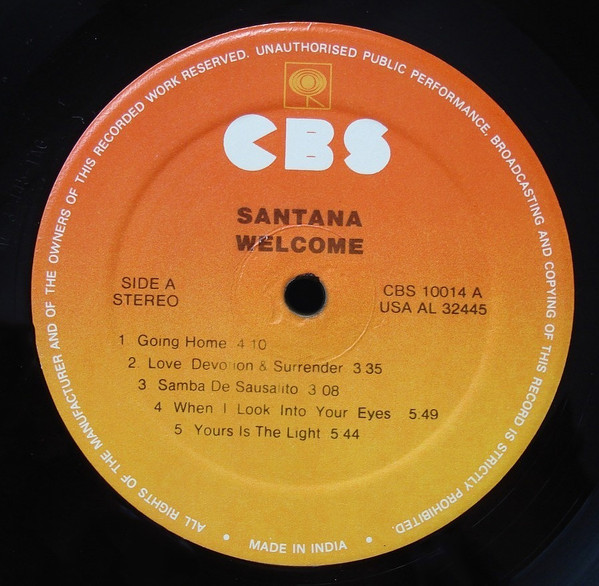 ALL RIGHTS OF THE MANUFACTURER AND OF THE OWNERS OF THIS RECORDED WORK RESERVED. UNAUTHORISED PUBLIC PERFORMANCE, BROADCASTING AND COPYING OF THIS RECORD IS STRICTLY PROHIBITED.
CBS
SANTANA
WELCOME
SIDE A
STEREO
CBS 10014 A
USA AL 32445
1 Going Home 4 10
2 Love Devotion & Surrender 3 35
3 Samba De Sausalito 3 08
4 When I Look Into Your Eyes 5.49
5 Yours Is The Light 5 44
• MADE IN INDIA •